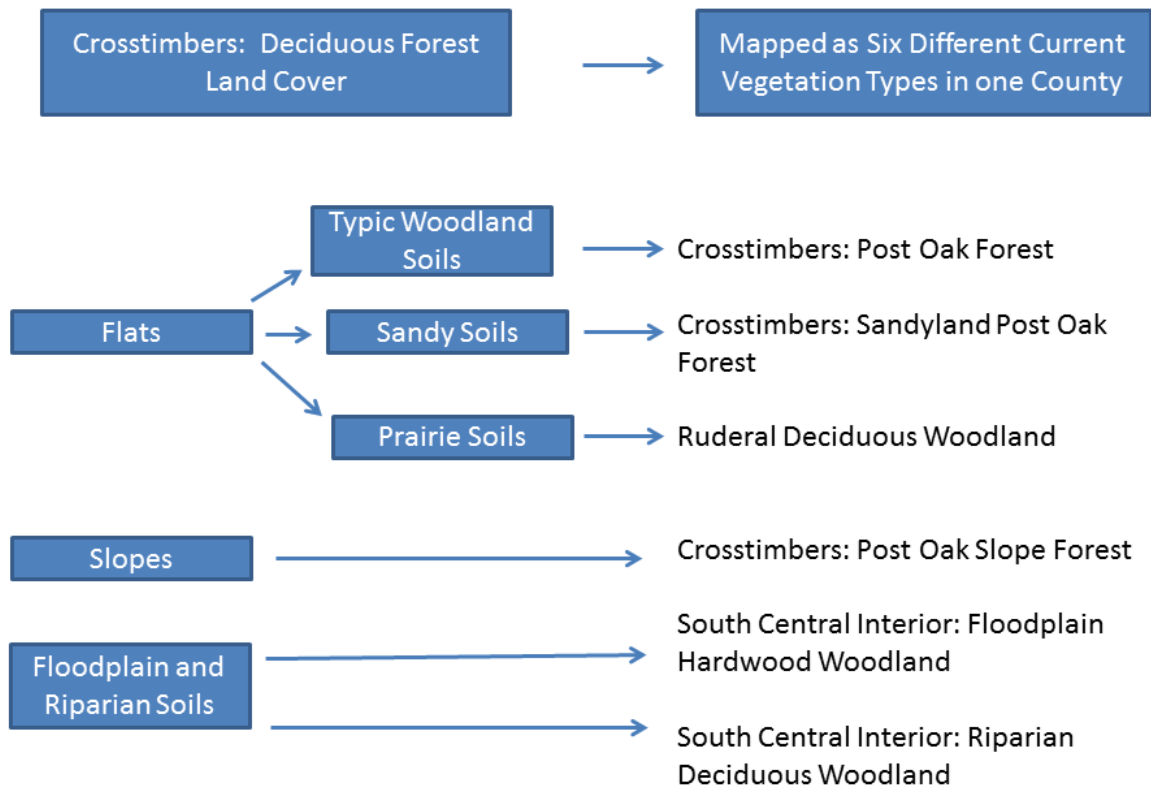 Crosstimbers: Deciduous Forest
Land Cover
Mapped as Six Different Current
Vegetation Types in one County
Typic Woodland
Soils
Crosstimbers: Post Oak Forest
Flats
Sandy Soils
Crosstimbers: Sandyland Post Oak
Forest
Prairie Soils
Ruderal Deciduous Woodland
Slopes
Crosstimbers: Post Oak Slope Forest
Floodplain and
Riparian Soils
South Central Interior: Floodplain
Hardwood Woodland
South Central Interior: Riparian
Deciduous Woodland